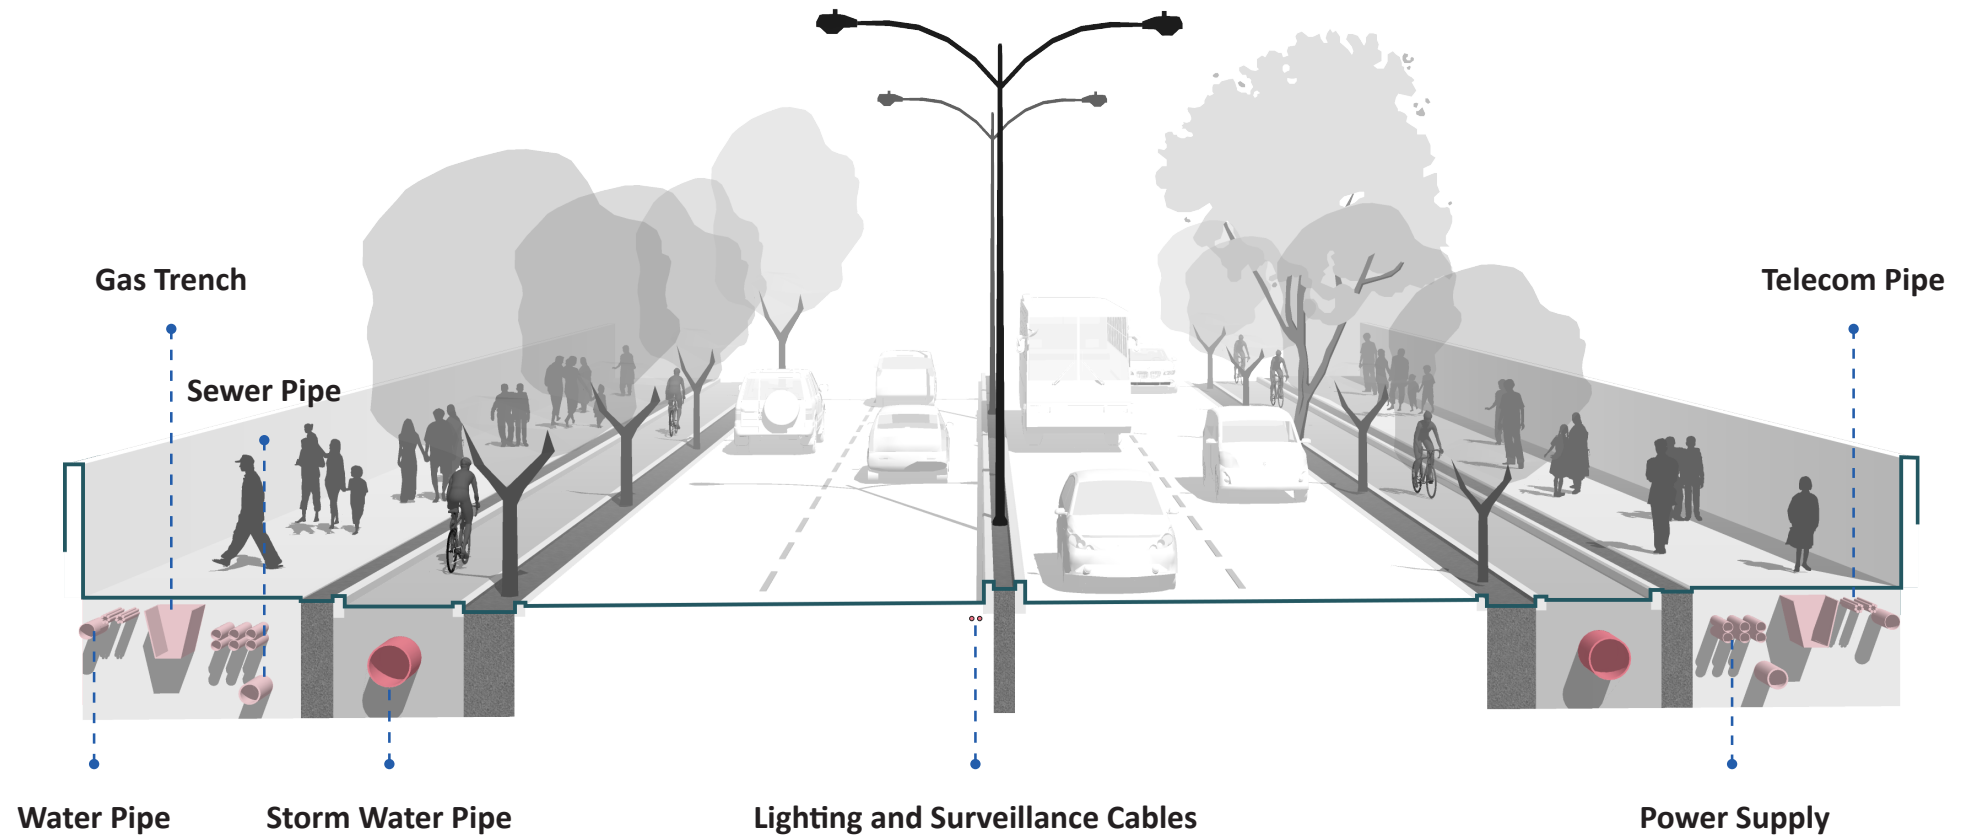 Gas Trench
Telecom Pipe
Sewer Pipe
Water Pipe
Storm Water Pipe
Lighting and Surveillance Cables
Power Supply